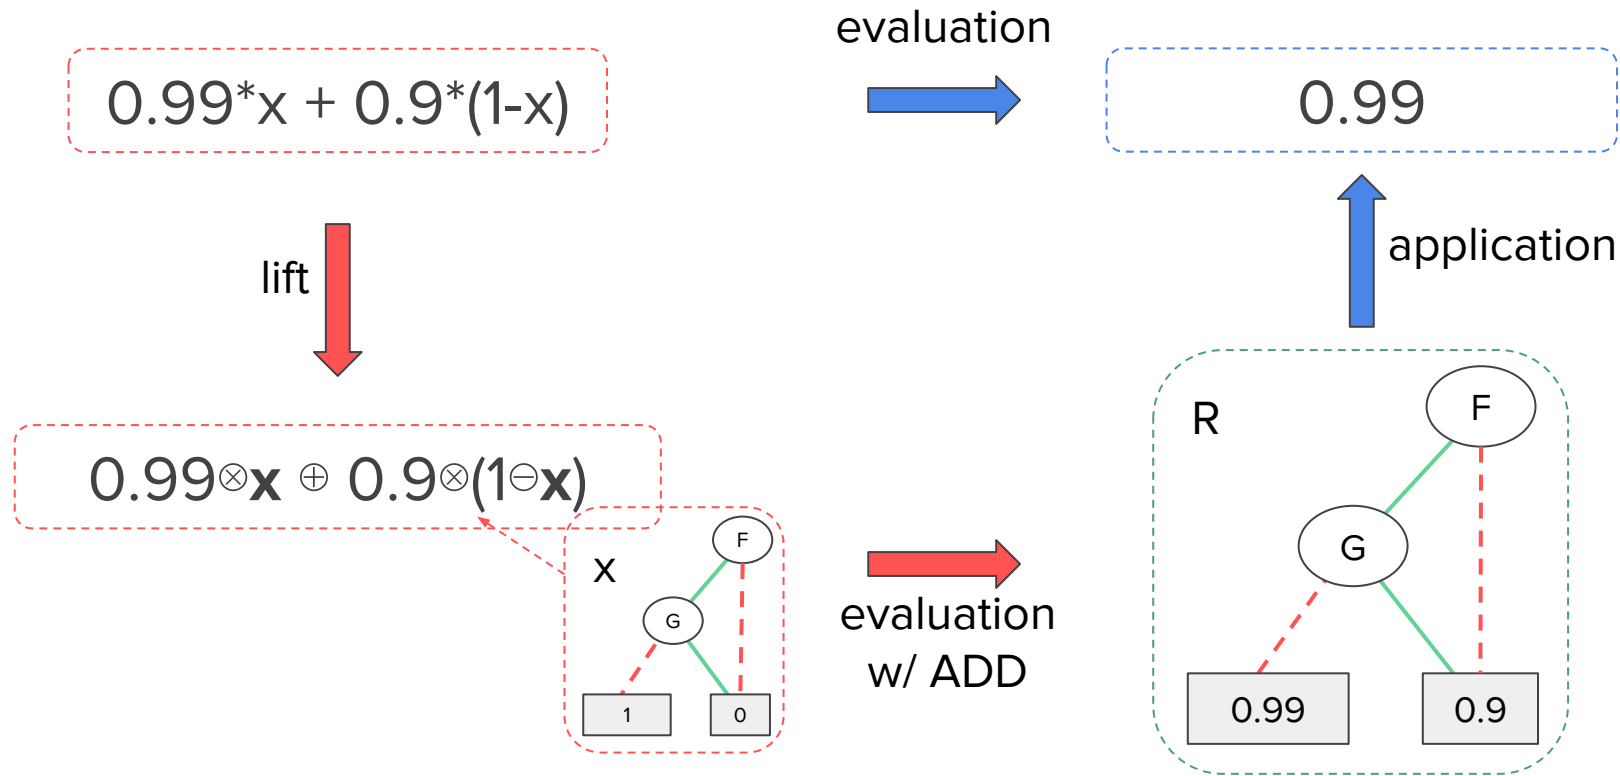 evaluation
0.99*x + 0.9*(1-x)
0.99
lift
application
R
F
0.99⊗x ⊕ 0.9⊗(1⊖x)
F
x
G
G
evaluation
w/ ADD
1
0
0.99
0.9